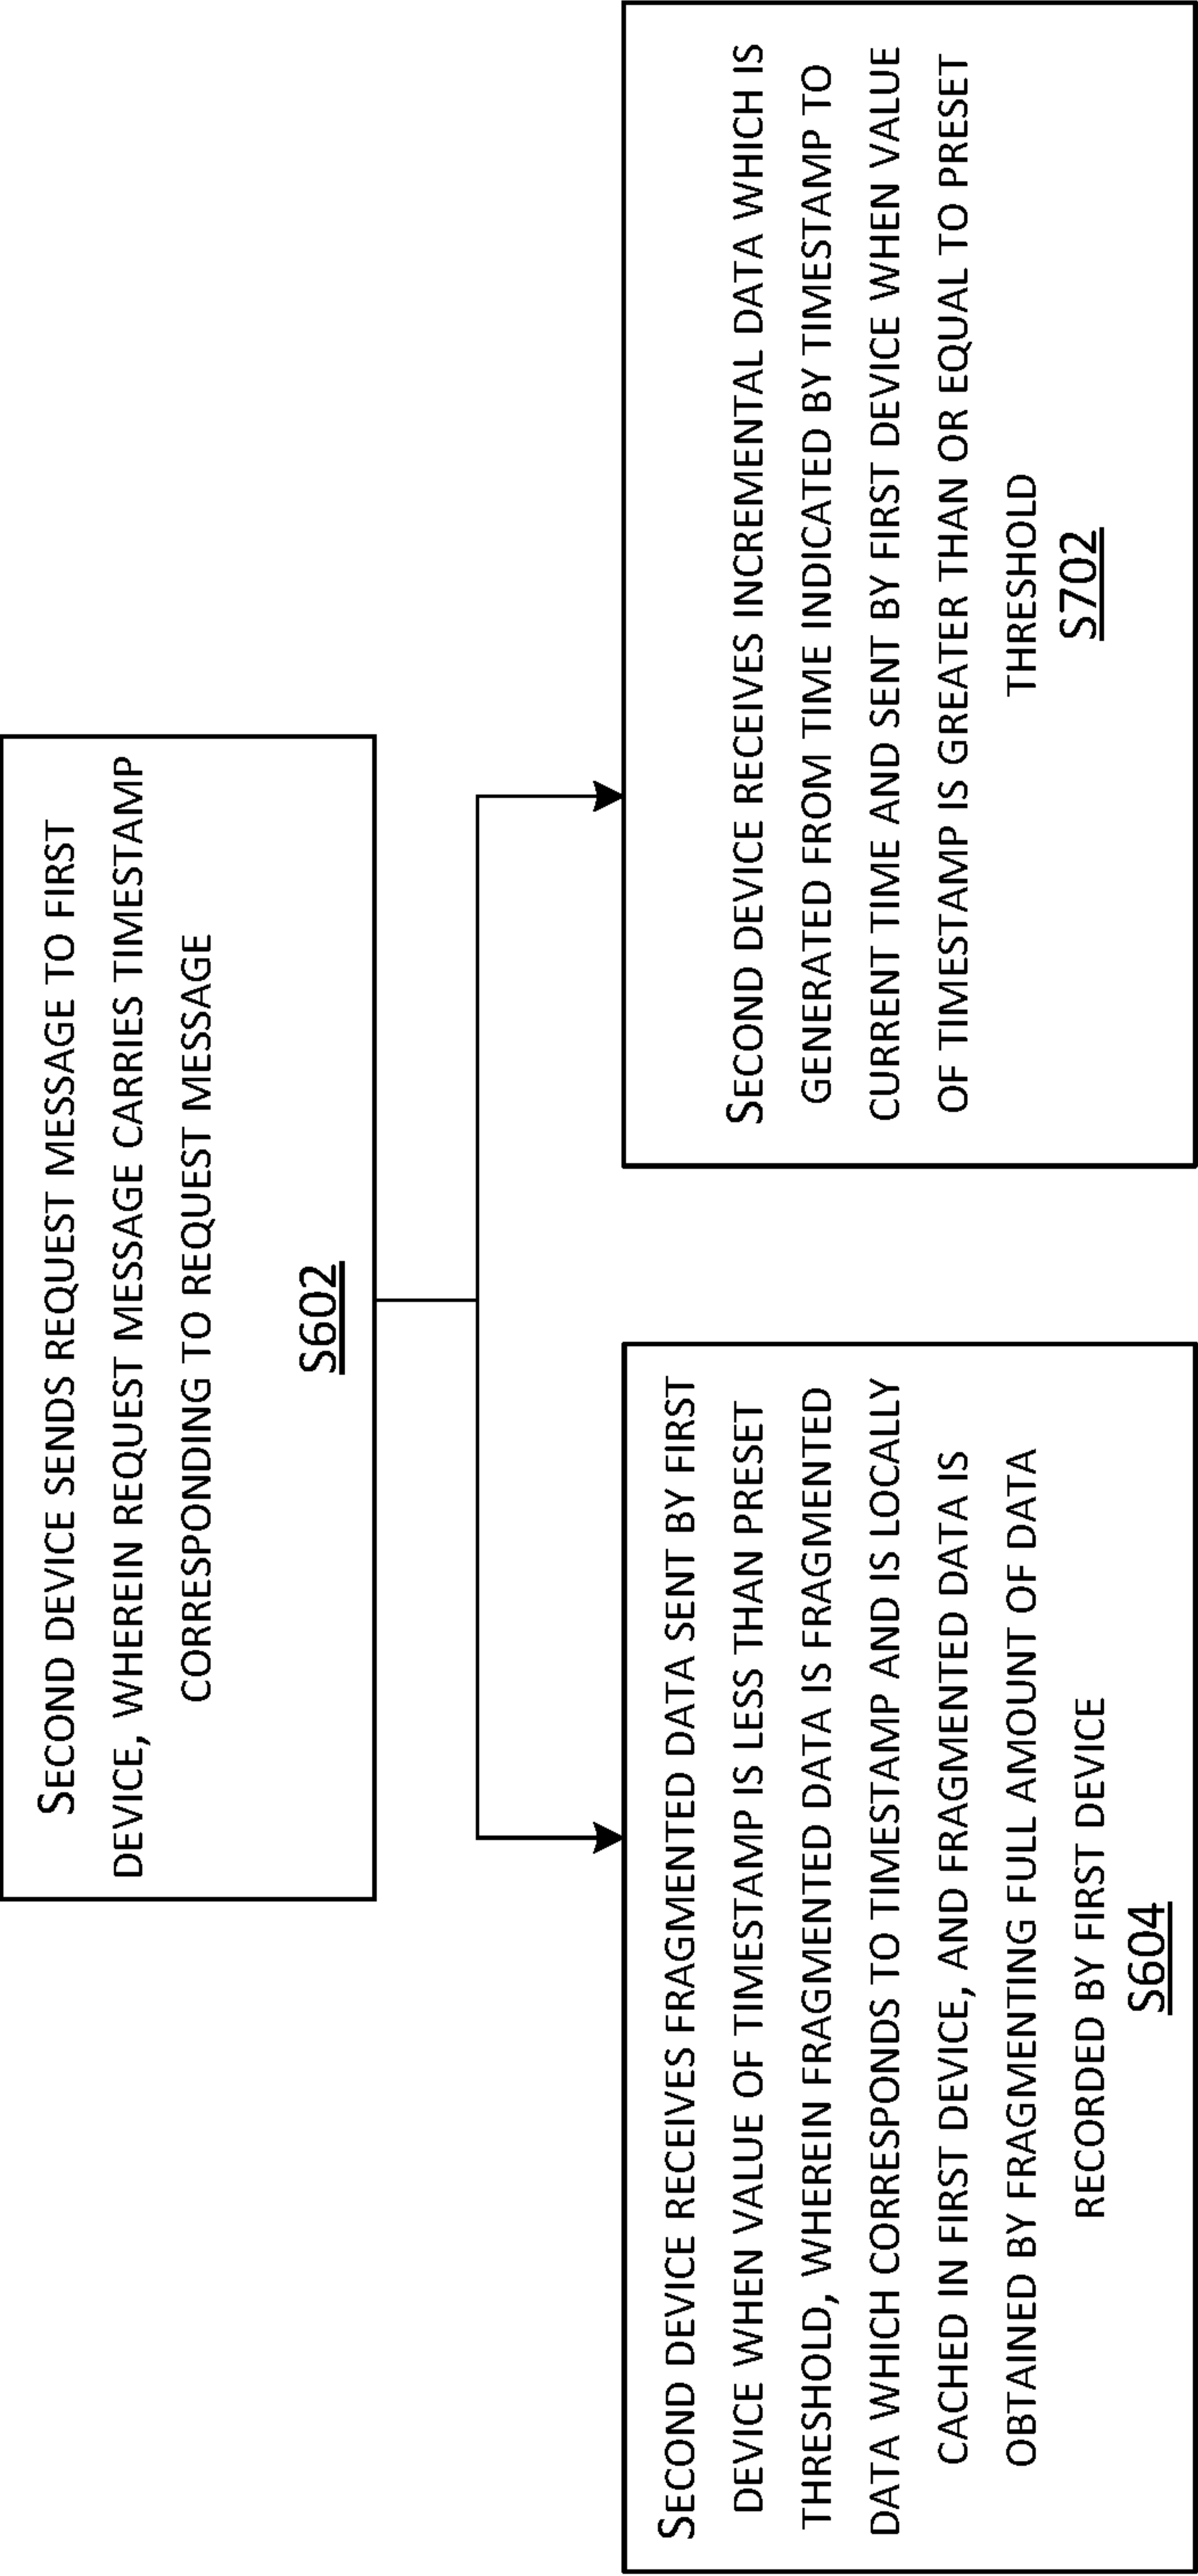 SECOND DEVICE SENDS REQUEST MESSAGE TO FIRST
DEVICE, WHEREIN REQUEST MESSAGE CARRIES TIMESTAMP
CORRESPONDING TO REQUEST MESSAGE
S602
SECOND DEVICE RECEIVES FRAGMENTED DATA SENT BY FIRST
DEVICE WHEN VALUE OF TIMESTAMP IS LESS THAN PRESET
THRESHOLD, WHEREIN FRAGMENTED DATA IS FRAGMENTED
DATA WHICH CORRESPONDS TO TIMESTAMP AND IS LOCALLY
CACHED IN FIRST DEVICE, AND FRAGMENTED DATA IS
OBTAINED BY FRAGMENTING FULL AMOUNT OF DATA
RECORDED BY FIRST DEVICE
S604
SECOND DEVICE RECEIVES INCREMENTAL DATA WHICH IS
GENERATED FROM TIME INDICATED BY TIMESTAMP TO
CURRENT TIME AND SENT BY FIRST DEVICE WHEN VALUE
OF TIMESTAMP IS GREATER THAN OR EQUAL TO PRESET
THRESHOLD
S702